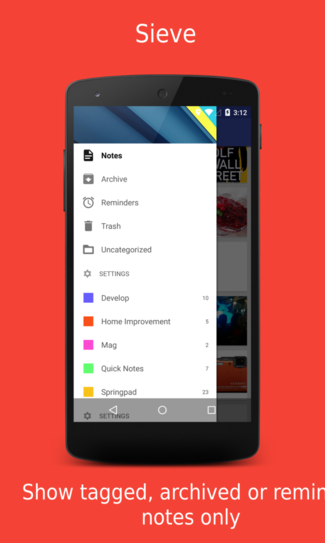 Sieve
3:12
OLF
WALL
STREET
Notes
Archive
Reminders
Trash
Uncategorized
SETTINGS
Develop 10
Home Improvement 5
Mag 2
Quick Notes 7
Springpad 23
SETTINGS
Show tagged, archived or remin
notes only